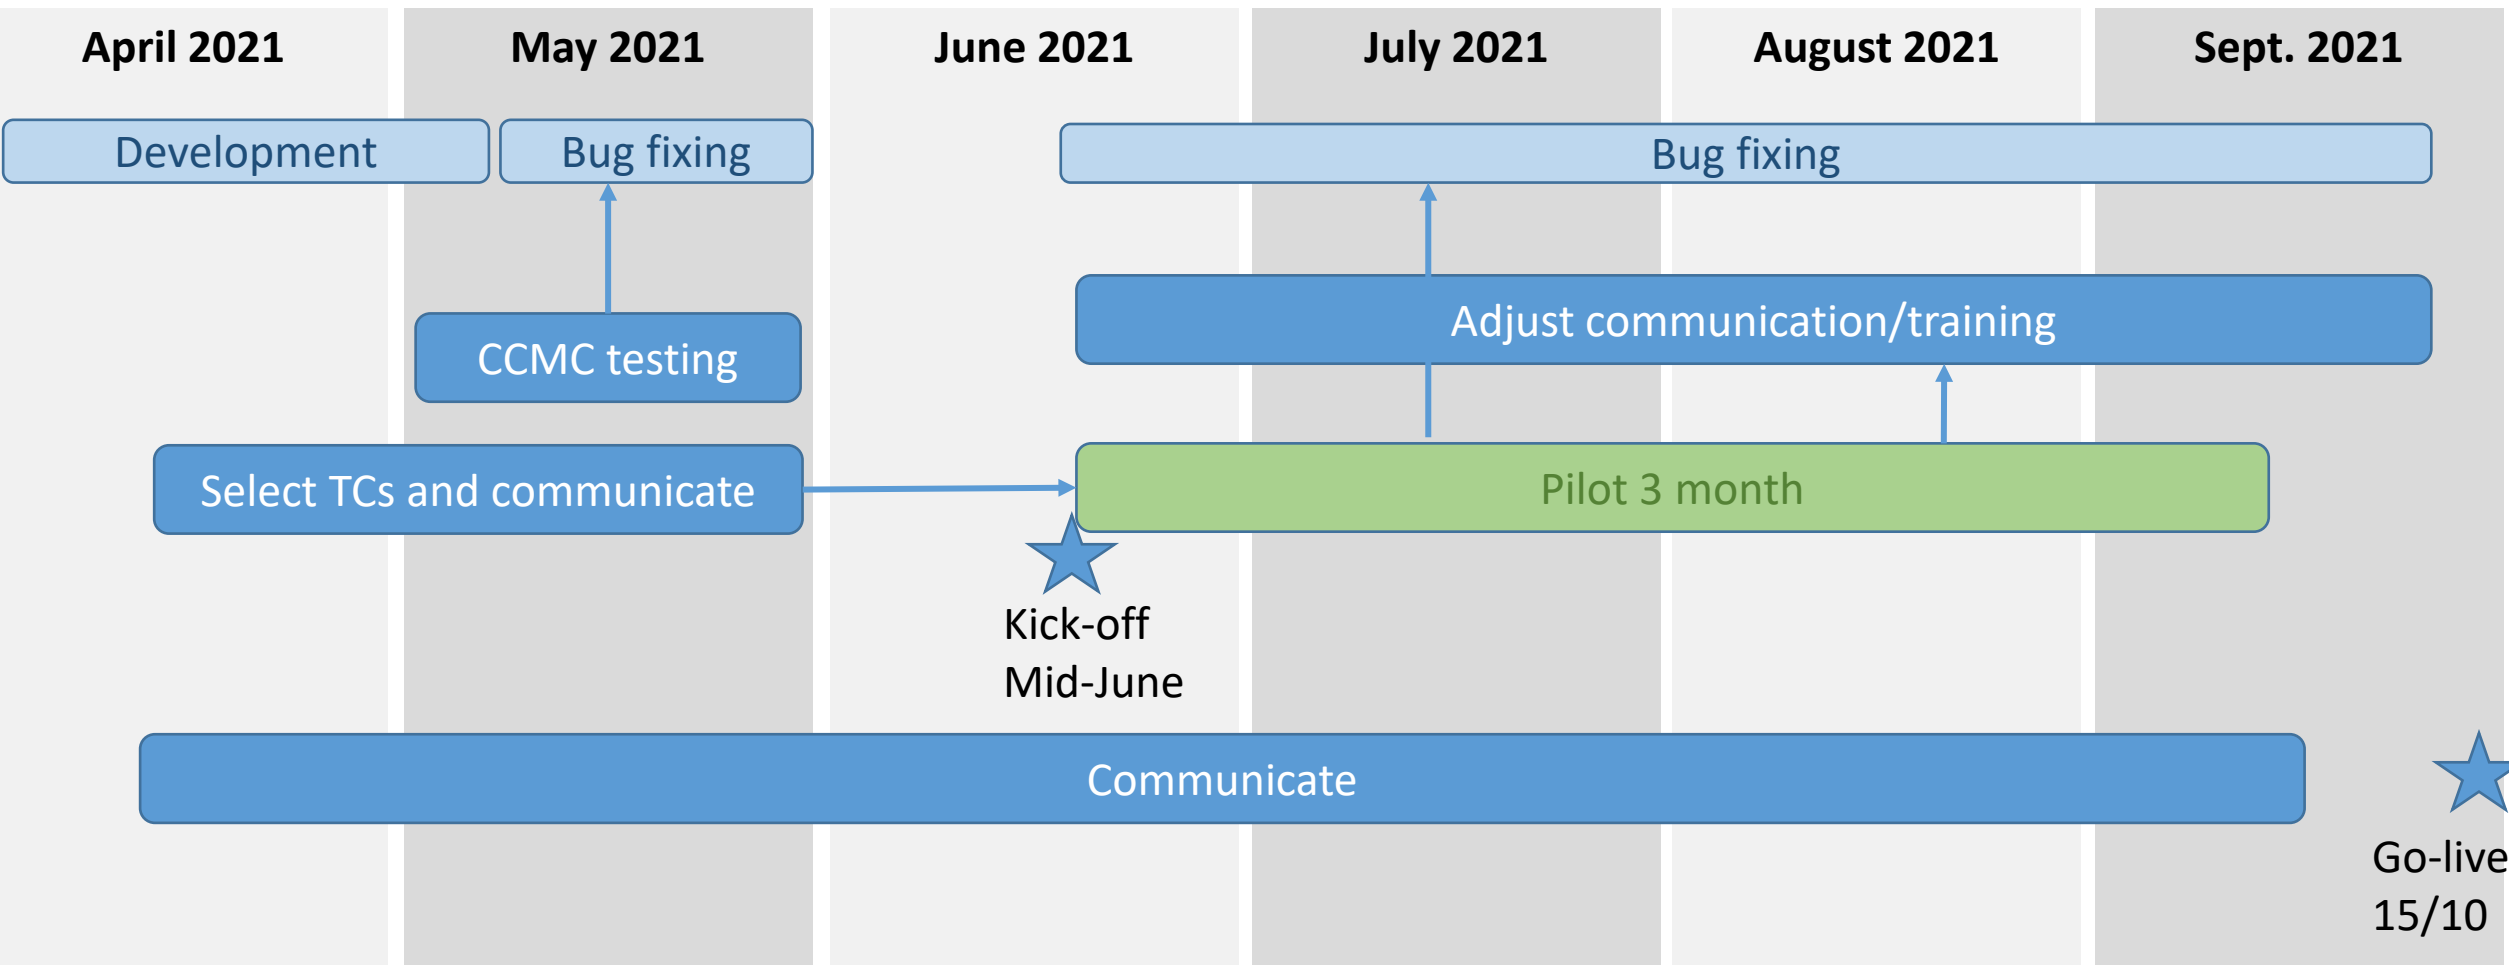 April 2021
May 2021
June 2021
July 2021
August 2021
Sept. 2021
Development
Bug fixing
Bug fixing
Adjust communication/training
CCMC testing
Select TCs and communicate
Pilot 3 month
Kick-off
Mid-June
Communicate
Go-live
15/10